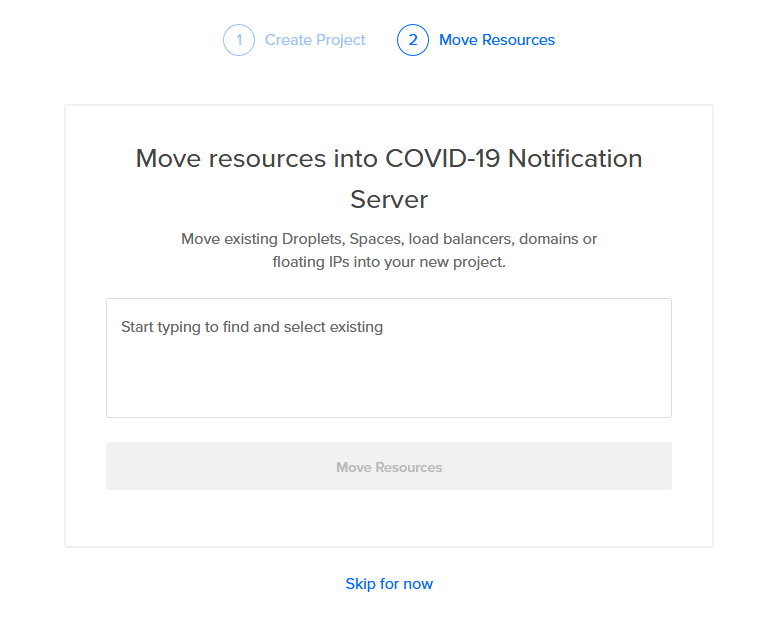 1 Create Project 2 Move Resources
Move resources into COVID-19 Notification
Server
Move existing Droplets, Spaces, load balancers, domains or
floating IPs into your new project.
Start typing to find and select existing
Move Resources
Skip for now